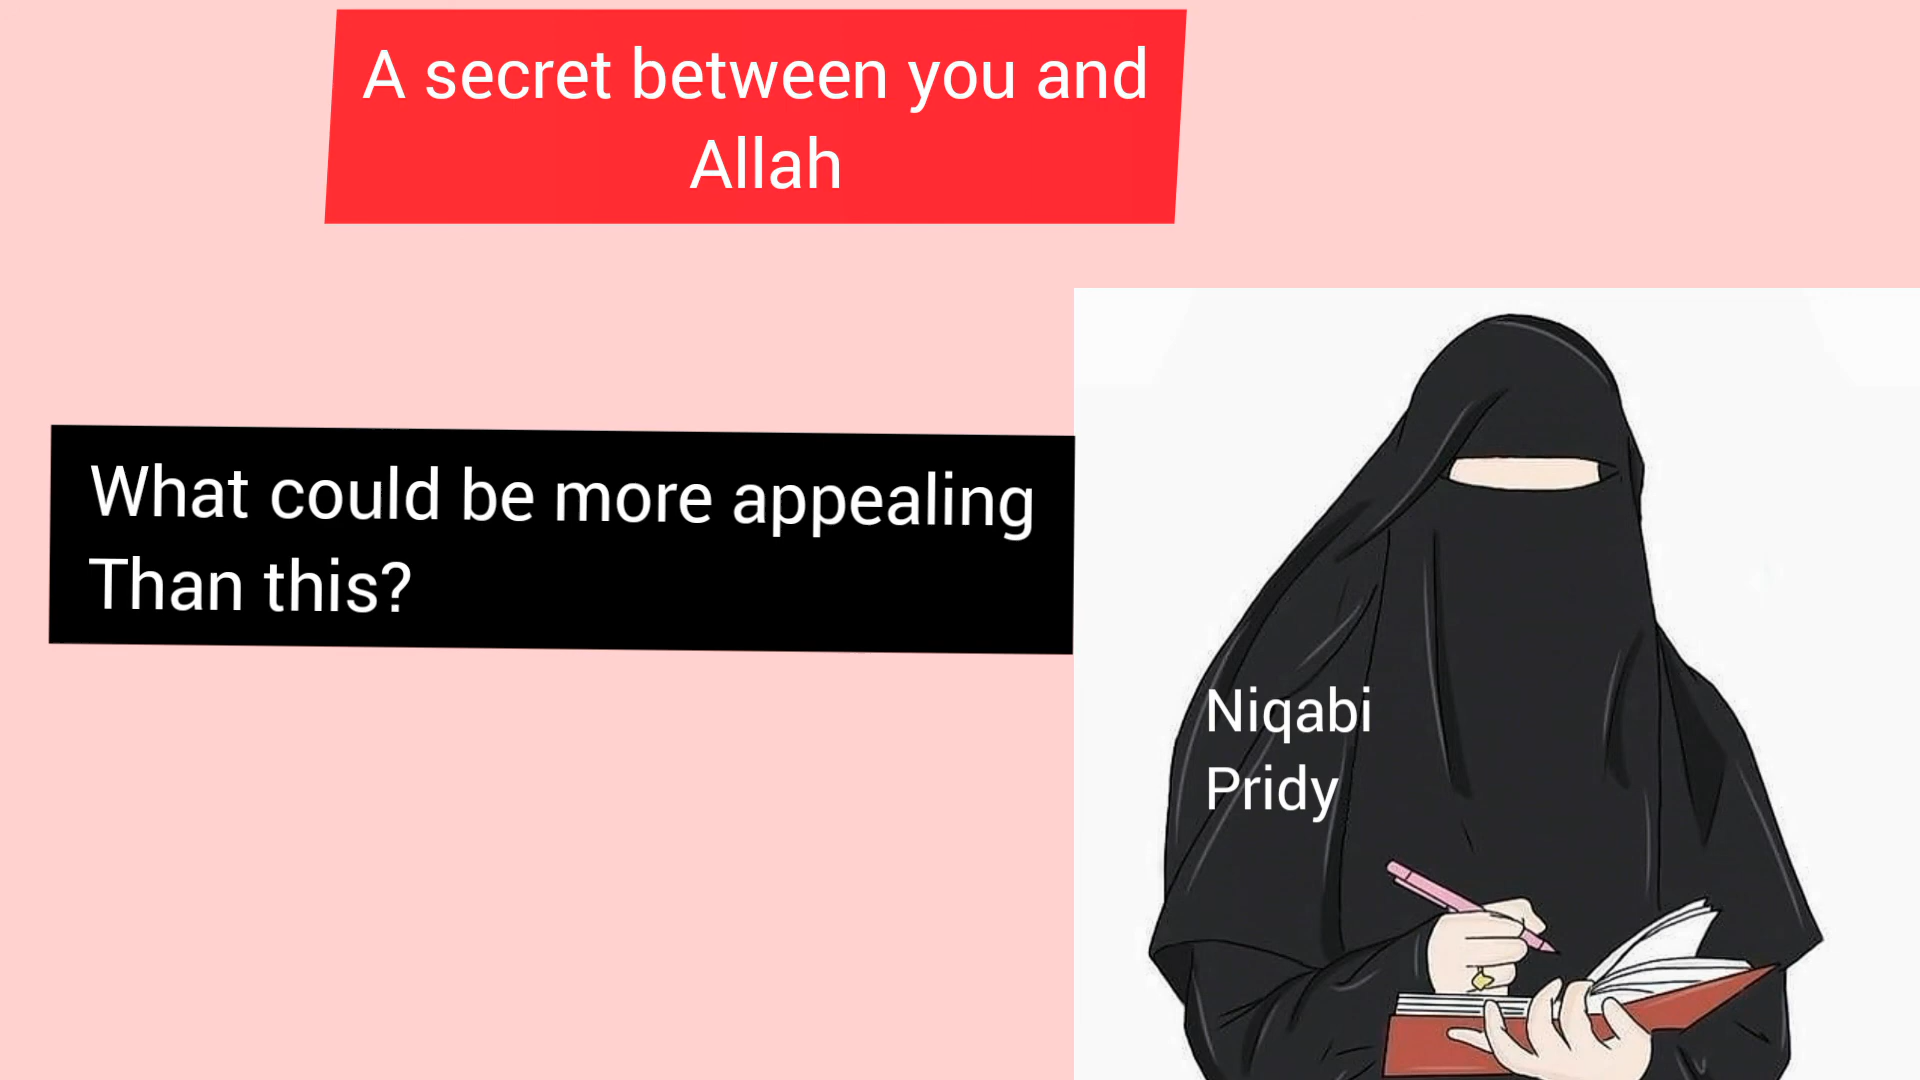 A secret between you and
Allah
What could be more appealing
Than this?
Niqabi
Pridy